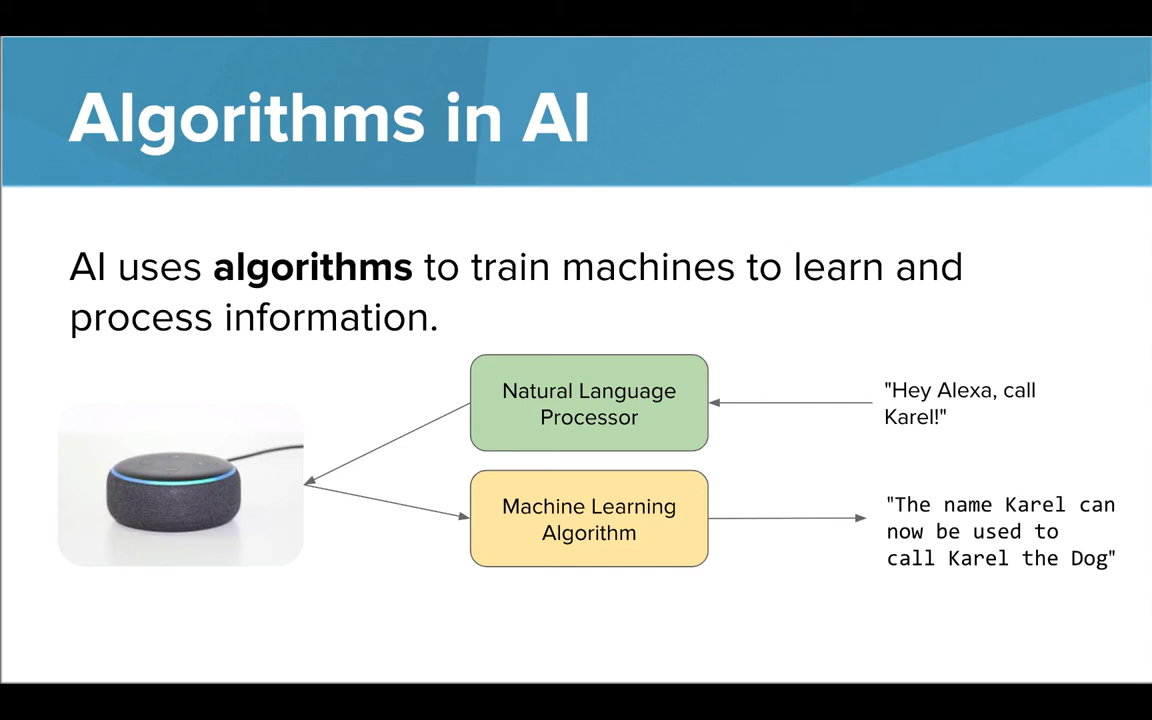 Algorithms in AI
AI uses algorithms to train machines to learn and
process information.
Natural Language
Processor
"Hey Alexa, call
Karel!"
Machine Learning
Algorithm
"The name Karel can
now be used to
call Karel the Dog"